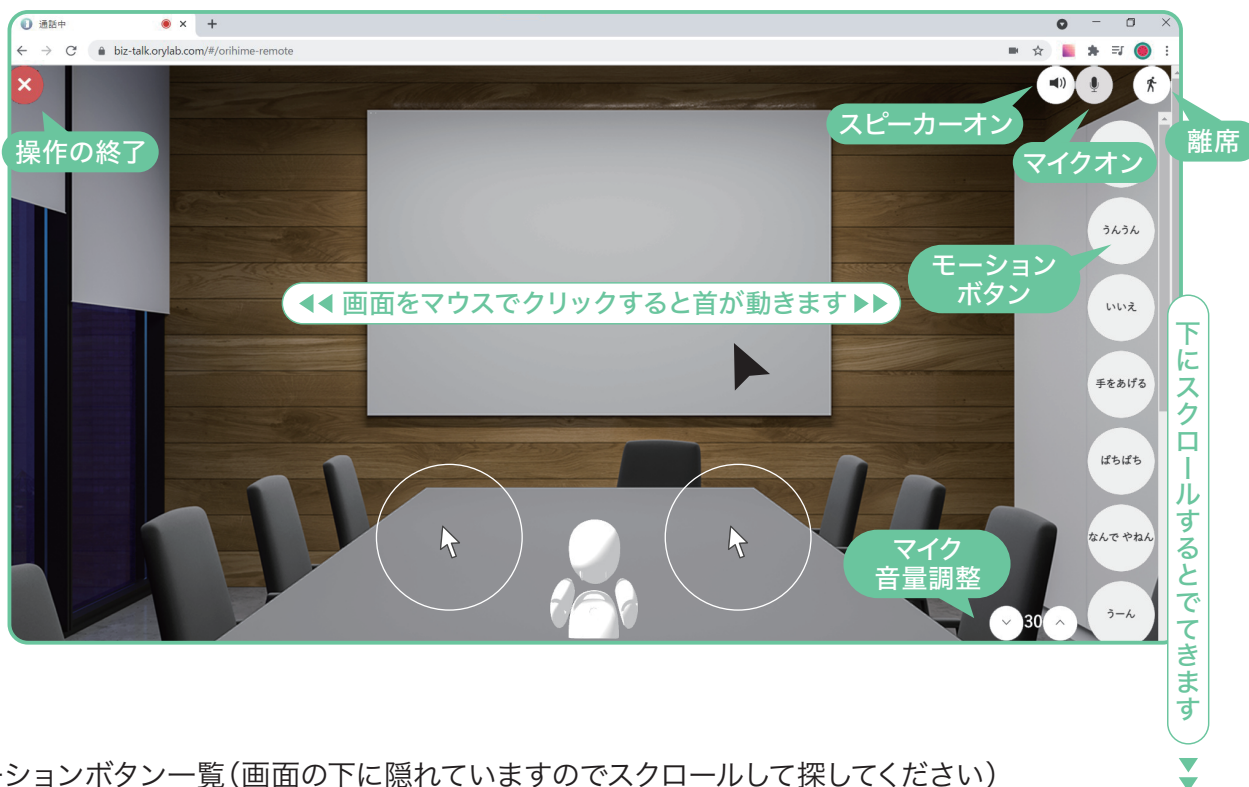 通話中
biz-talk.orylab.com/#/orihime-remote
スピーカーオン
マイクオン
離席
操作の終了
うんうん
モーション
ボタン
◀◀ 画面をマウスでクリックすると首が動きます ▶▶
いいえ
手をあげる
ぱちぱち
なんで やねん
マイク
音量調整
30
うーん
下にスクロールするとでてきます
ーションボタン一覧（画面の下に隠れていますのでスクロールして探してください）